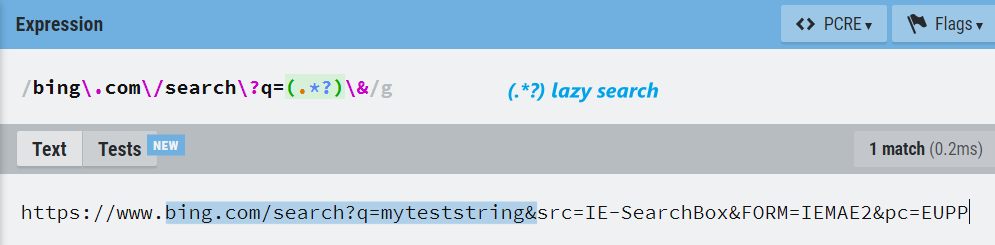 Expression
<> PCRE ▾
Flags ▾
/bing\.com\/search\?q=(.*?)\&/g
(.*?) lazy search
Text
Tests
NEW
1 match (0.2ms)
https://www.bing.com/search?q=myteststring&src=IE-SearchBox&FORM=IEMAE2&pc=EUPP